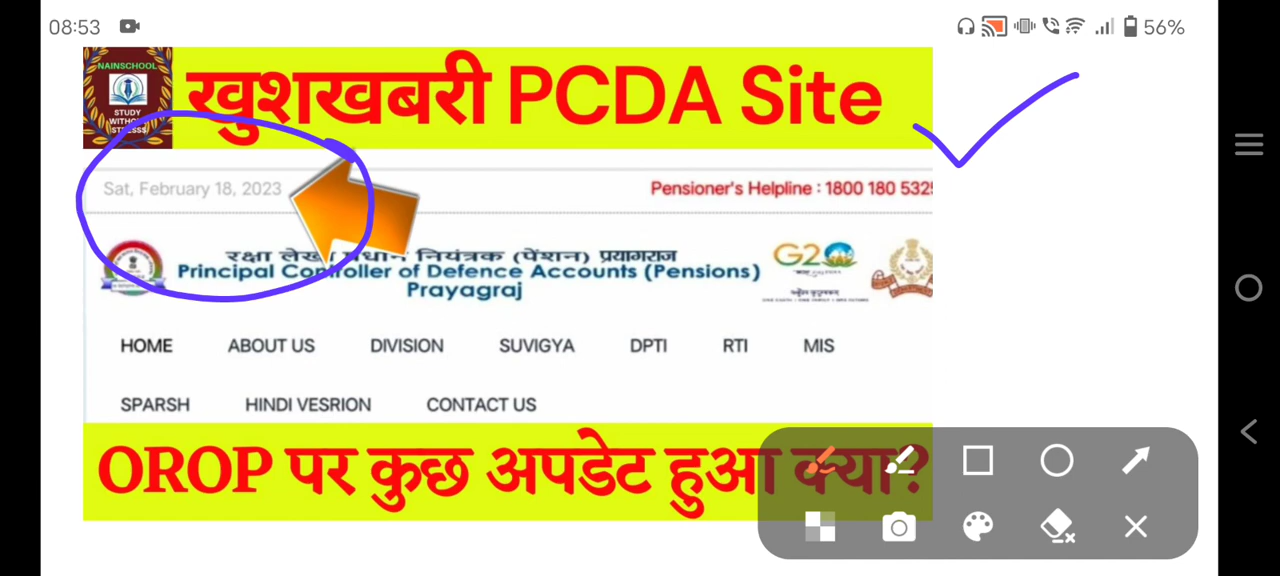 08:53
56%
NAINSCHOOL
STUDY
WITHOUT
STRESSS
खुशखबरी PCDA Site
Sat, February 18, 2023
Pensioner's Helpline : 1800 180 532
रक्षा लेखा प्रधान नियंत्रक (पेंशन) प्रयागराज
Principal Controller of Defence Accounts (Pensions)
Prayagraj
G20
HOME ABOUT US DIVISION SUVIGYA DPTI RTI MIS
SPARSH HINDI VESRION CONTACT US
OROP पर कुछ अपडेट हुआ क्या?